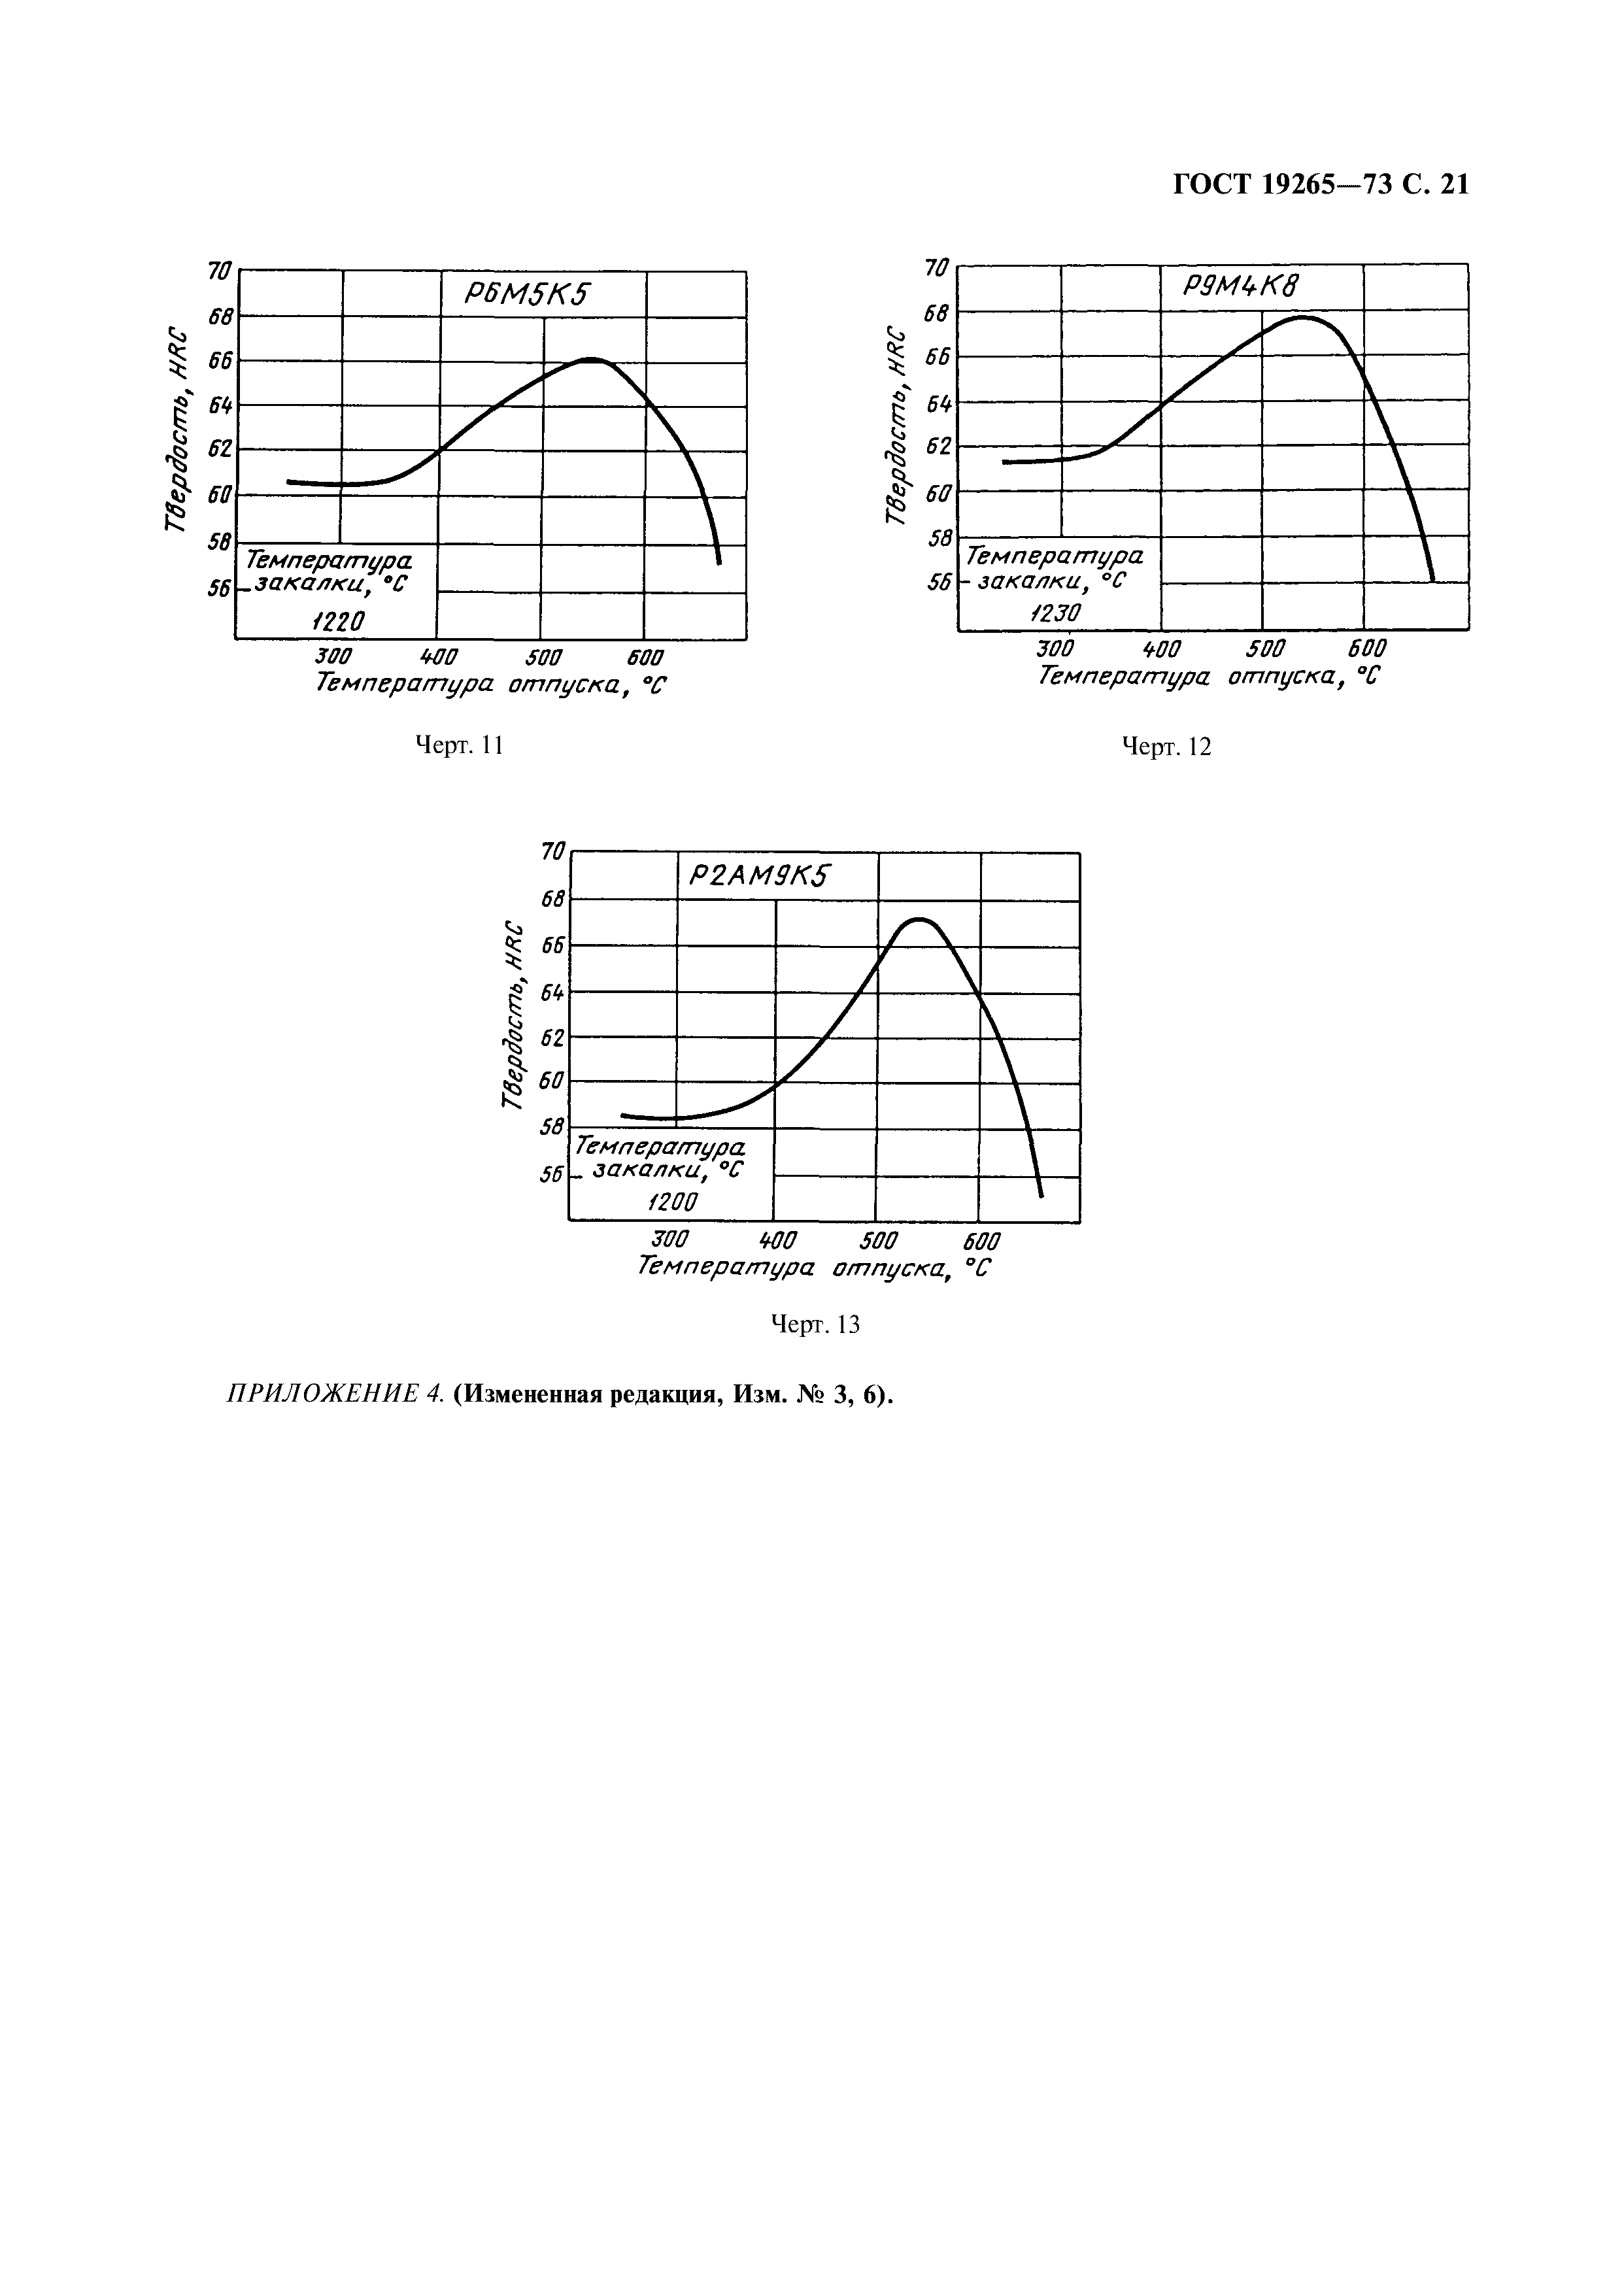 ГОСТ 19265—73 С. 21
Р6М5К5
Твердость, HRC
70
68
66
64
62
60
58
56
Температура
закалки, °С
1220
300 400 500 600
Температура отпуска, °С
Черт. 11
Р9М4К8
Твердость, HRC
70
68
66
64
62
60
58
56
Температура
закалки, °С
1230
300 400 500 600
Температура отпуска, °С
Черт. 12
Р2АМ9К5
Твердость, HRC
70
68
66
64
62
60
58
56
Температура
закалки, °С
1200
300 400 500 600
Температура отпуска, °С
Черт. 13
ПРИЛОЖЕНИЕ 4. (Измененная редакция, Изм. № 3, 6).